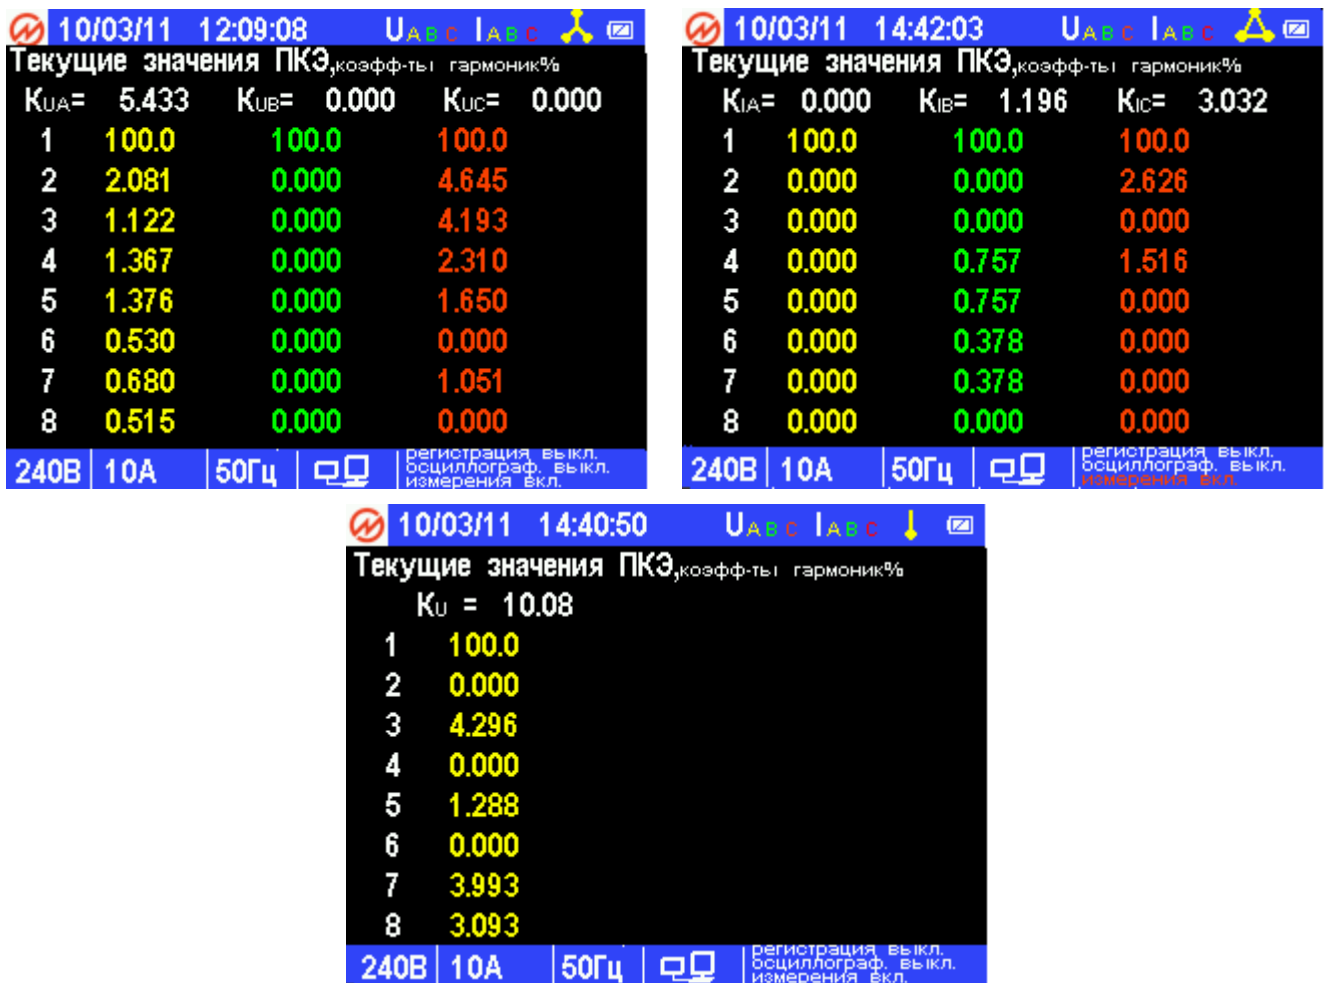 10/03/11 12:09:08 UABC IABC
Текущие значения ПКЭ,коэфф-ты гармоник%
KUA= 5.433 KUB= 0.000 KUC= 0.000
1 100.0 100.0 100.0
2 2.081 0.000 4.645
3 1.122 0.000 4.193
4 1.367 0.000 2.310
5 1.376 0.000 1.650
6 0.530 0.000 0.000
7 0.680 0.000 1.051
8 0.515 0.000 0.000
240В 10А 50Гц
регистрация выкл.
осциллограф. выкл.
измерения вкл.
10/03/11 14:42:03 UABC IABC
Текущие значения ПКЭ,коэфф-ты гармоник%
KIA= 0.000 KIB= 1.196 KIC= 3.032
1 100.0 100.0 100.0
2 0.000 0.000 2.626
3 0.000 0.000 0.000
4 0.000 0.757 1.516
5 0.000 0.757 0.000
6 0.000 0.378 0.000
7 0.000 0.378 0.000
8 0.000 0.000 0.000
240В 10А 50Гц
регистрация выкл.
осциллограф. выкл.
измерения вкл.
10/03/11 14:40:50 UABC IABC
Текущие значения ПКЭ,коэфф-ты гармоник%
KU = 10.08
1 100.0
2 0.000
3 4.296
4 0.000
5 1.288
6 0.000
7 3.993
8 3.093
240В 10А 50Гц
регистрация выкл.
осциллограф. выкл.
измерения вкл.